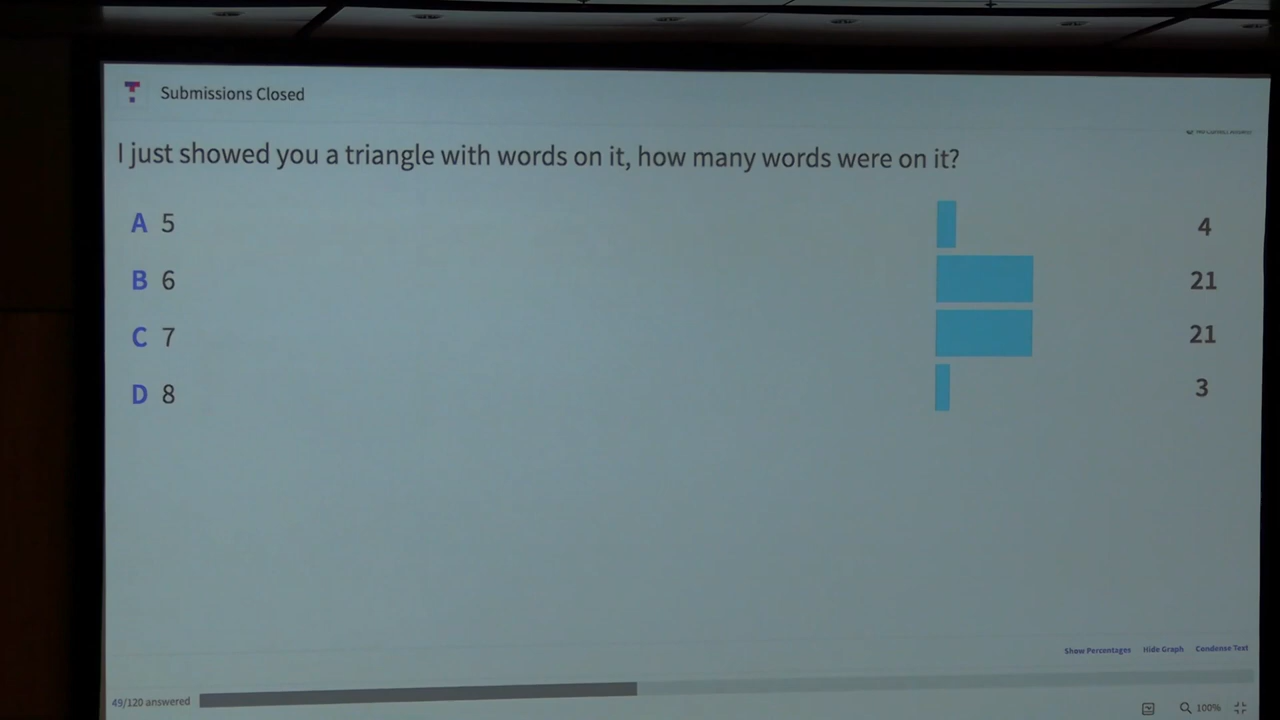 Submissions Closed
I just showed you a triangle with words on it, how many words were on it?
A 5 4
B 6 21
C 7 21
D 8 3
Show Percentages Hide Graph Condense Text
49/120 answered
100%